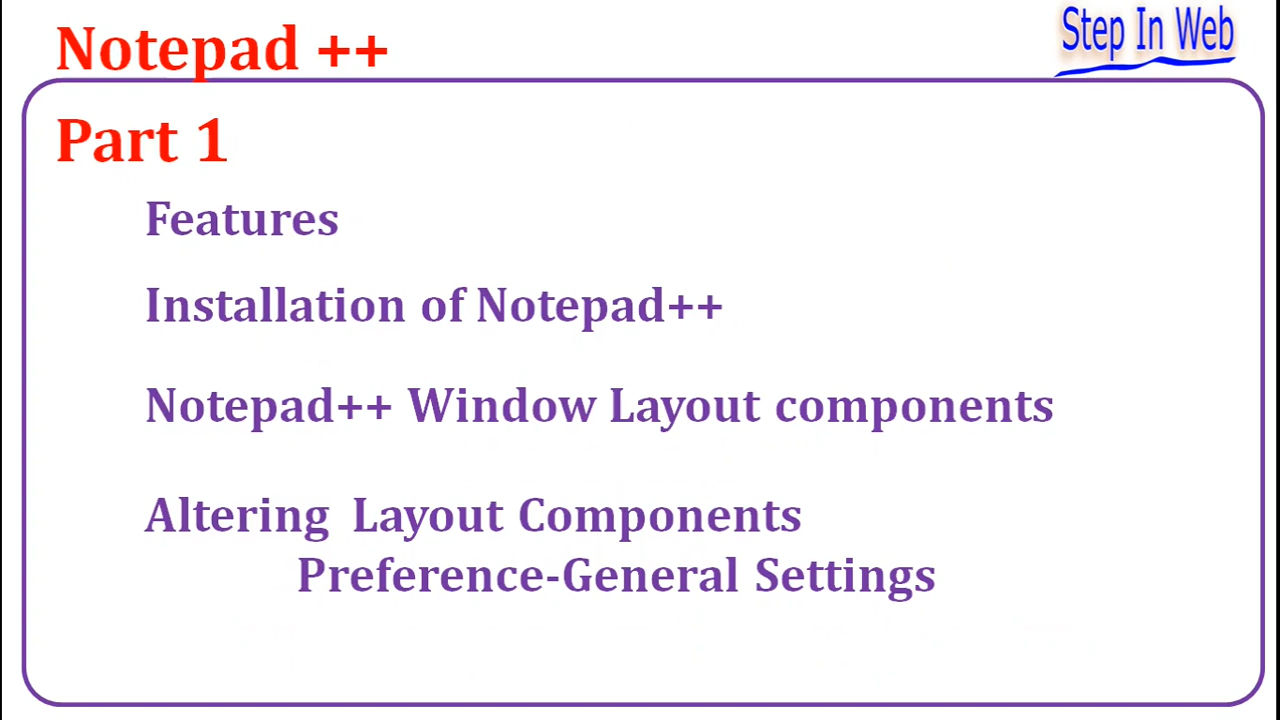 Notepad ++
Step In Web
Part 1
Features
Installation of Notepad++
Notepad++ Window Layout components
Altering Layout Components
Preference-General Settings